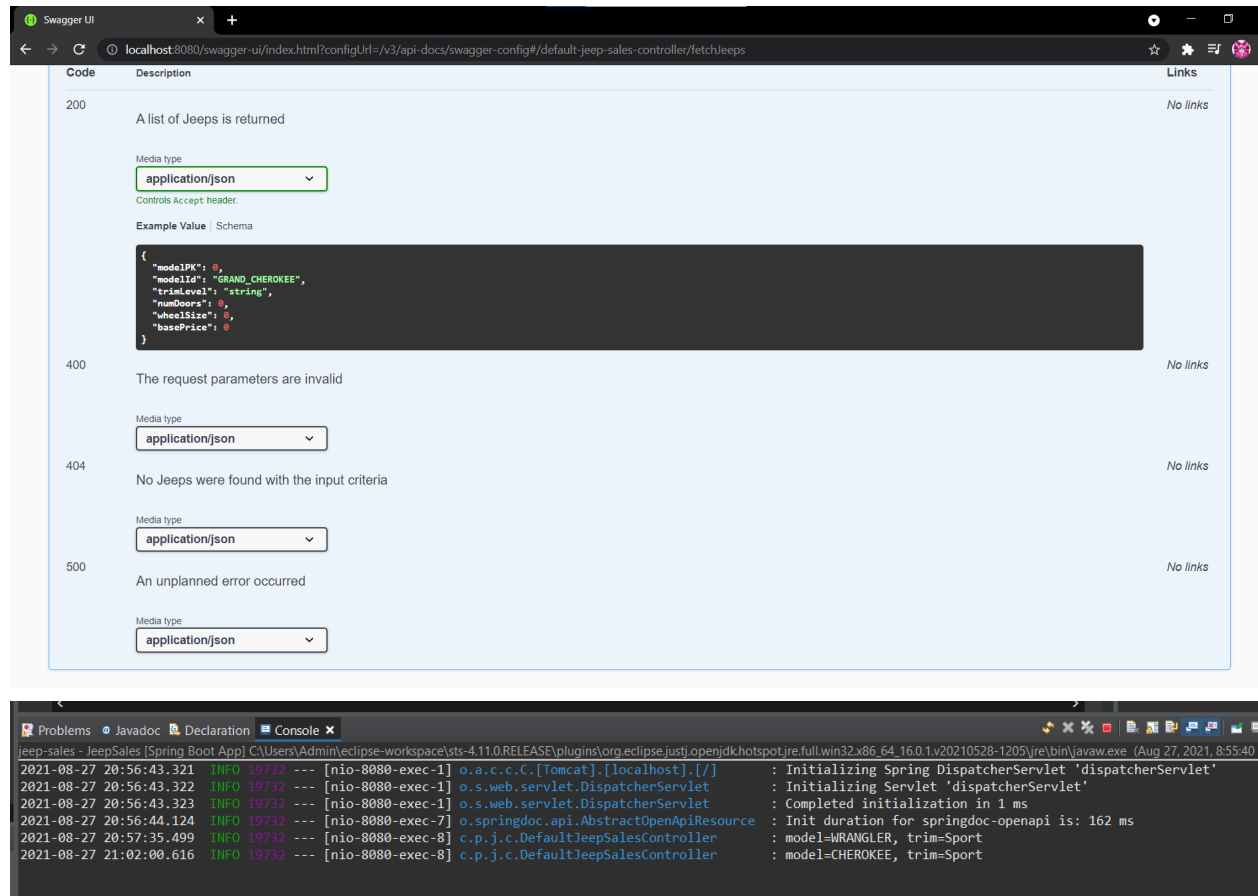 Swagger UI
localhost:8080/swagger-ui/index.html?configUrl=/v3/api-docs/swagger-config#/default-jeep-sales-controller/fetchJeeps
Code Description Links
200 No links
A list of Jeeps is returned
Media type
application/json
Controls Accept header.
Example Value Schema
{
"modelPK": 0,
"modelId": "GRAND_CHEROKEE",
"trimLevel": "string",
"numDoors": 0,
"wheelSize": 0,
"basePrice": 0
}
400 No links
The request parameters are invalid
Media type
application/json
404 No links
No Jeeps were found with the input criteria
Media type
application/json
500 No links
An unplanned error occurred
Media type
application/json
Problems Javadoc Declaration Console
jeep-sales - JeepSales [Spring Boot App] C:\Users\Admin\eclipse-workspace\sts-4.11.0.RELEASE\plugins\org.eclipse.justj.openjdk.hotspot.jre.full.win32.x86_64_16.0.1.v20210528-1205\jre\bin\javaw.exe (Aug 27, 2021, 8:55:40
2021-08-27 20:56:43.321 INFO 19732 --- [nio-8080-exec-1] o.a.c.c.C.[Tomcat].[localhost].[/] : Initializing Spring DispatcherServlet 'dispatcherServlet'
2021-08-27 20:56:43.322 INFO 19732 --- [nio-8080-exec-1] o.s.web.servlet.DispatcherServlet : Initializing Servlet 'dispatcherServlet'
2021-08-27 20:56:43.323 INFO 19732 --- [nio-8080-exec-1] o.s.web.servlet.DispatcherServlet : Completed initialization in 1 ms
2021-08-27 20:56:44.124 INFO 19732 --- [nio-8080-exec-7] o.springdoc.api.AbstractOpenApiResource : Init duration for springdoc-openapi is: 162 ms
2021-08-27 20:57:35.499 INFO 19732 --- [nio-8080-exec-8] c.p.j.c.DefaultJeepSalesController : model=WRANGLER, trim=Sport
2021-08-27 21:02:00.616 INFO 19732 --- [nio-8080-exec-8] c.p.j.c.DefaultJeepSalesController : model=CHEROKEE, trim=Sport